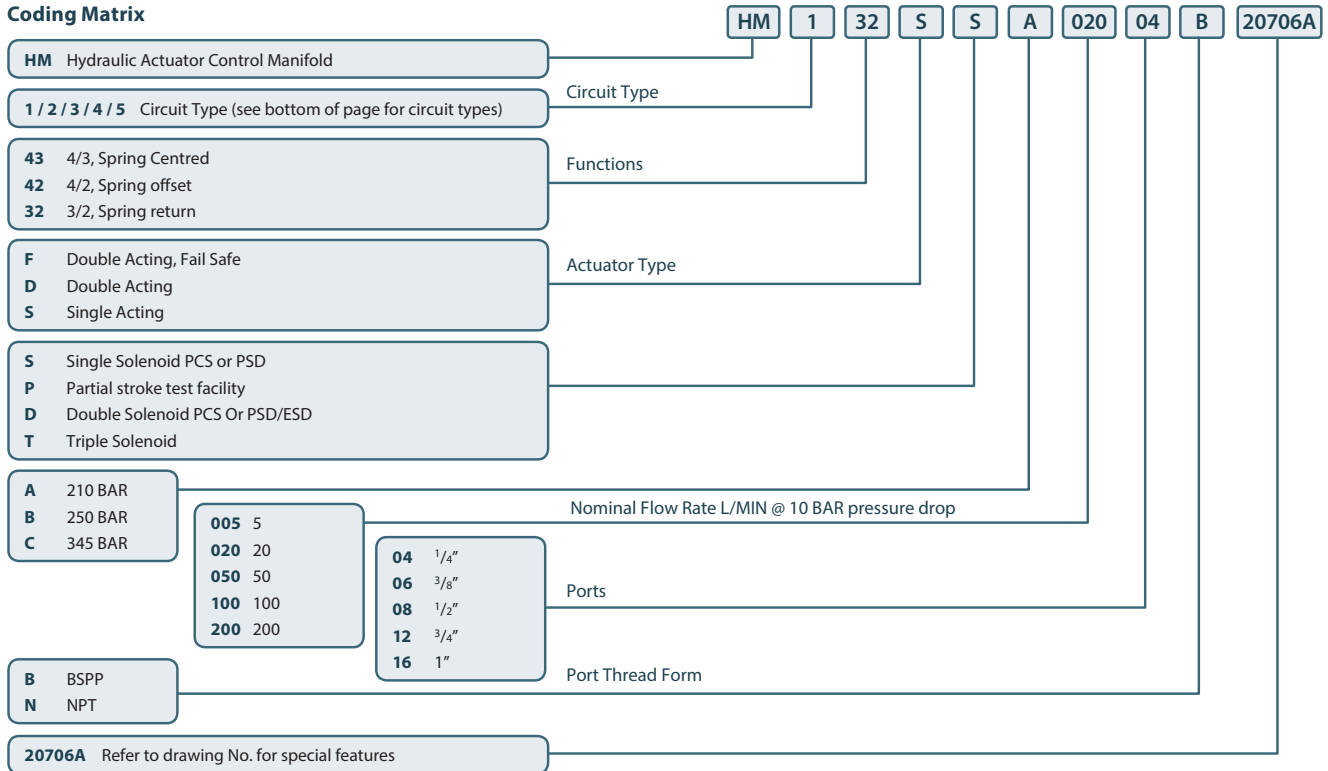 Coding Matrix
HM 1 32 S S A 020 04 B 20706A
HM Hydraulic Actuator Control Manifold
Circuit Type
1 / 2 / 3 / 4 / 5 Circuit Type (see bottom of page for circuit types)
43 4/3, Spring Centred
42 4/2, Spring offset
32 3/2, Spring return
Functions
F Double Acting, Fail Safe
D Double Acting
S Single Acting
Actuator Type
S Single Solenoid PCS or PSD
P Partial stroke test facility
D Double Solenoid PCS Or PSD/ESD
T Triple Solenoid
A 210 BAR
B 250 BAR
C 345 BAR
Nominal Flow Rate L/MIN @ 10 BAR pressure drop
005 5
020 20
050 50
100 100
200 200
04 1/4"
06 3/8"
08 1/2"
12 3/4"
16 1"
Ports
Port Thread Form
B BSPP
N NPT
20706A Refer to drawing No. for special features